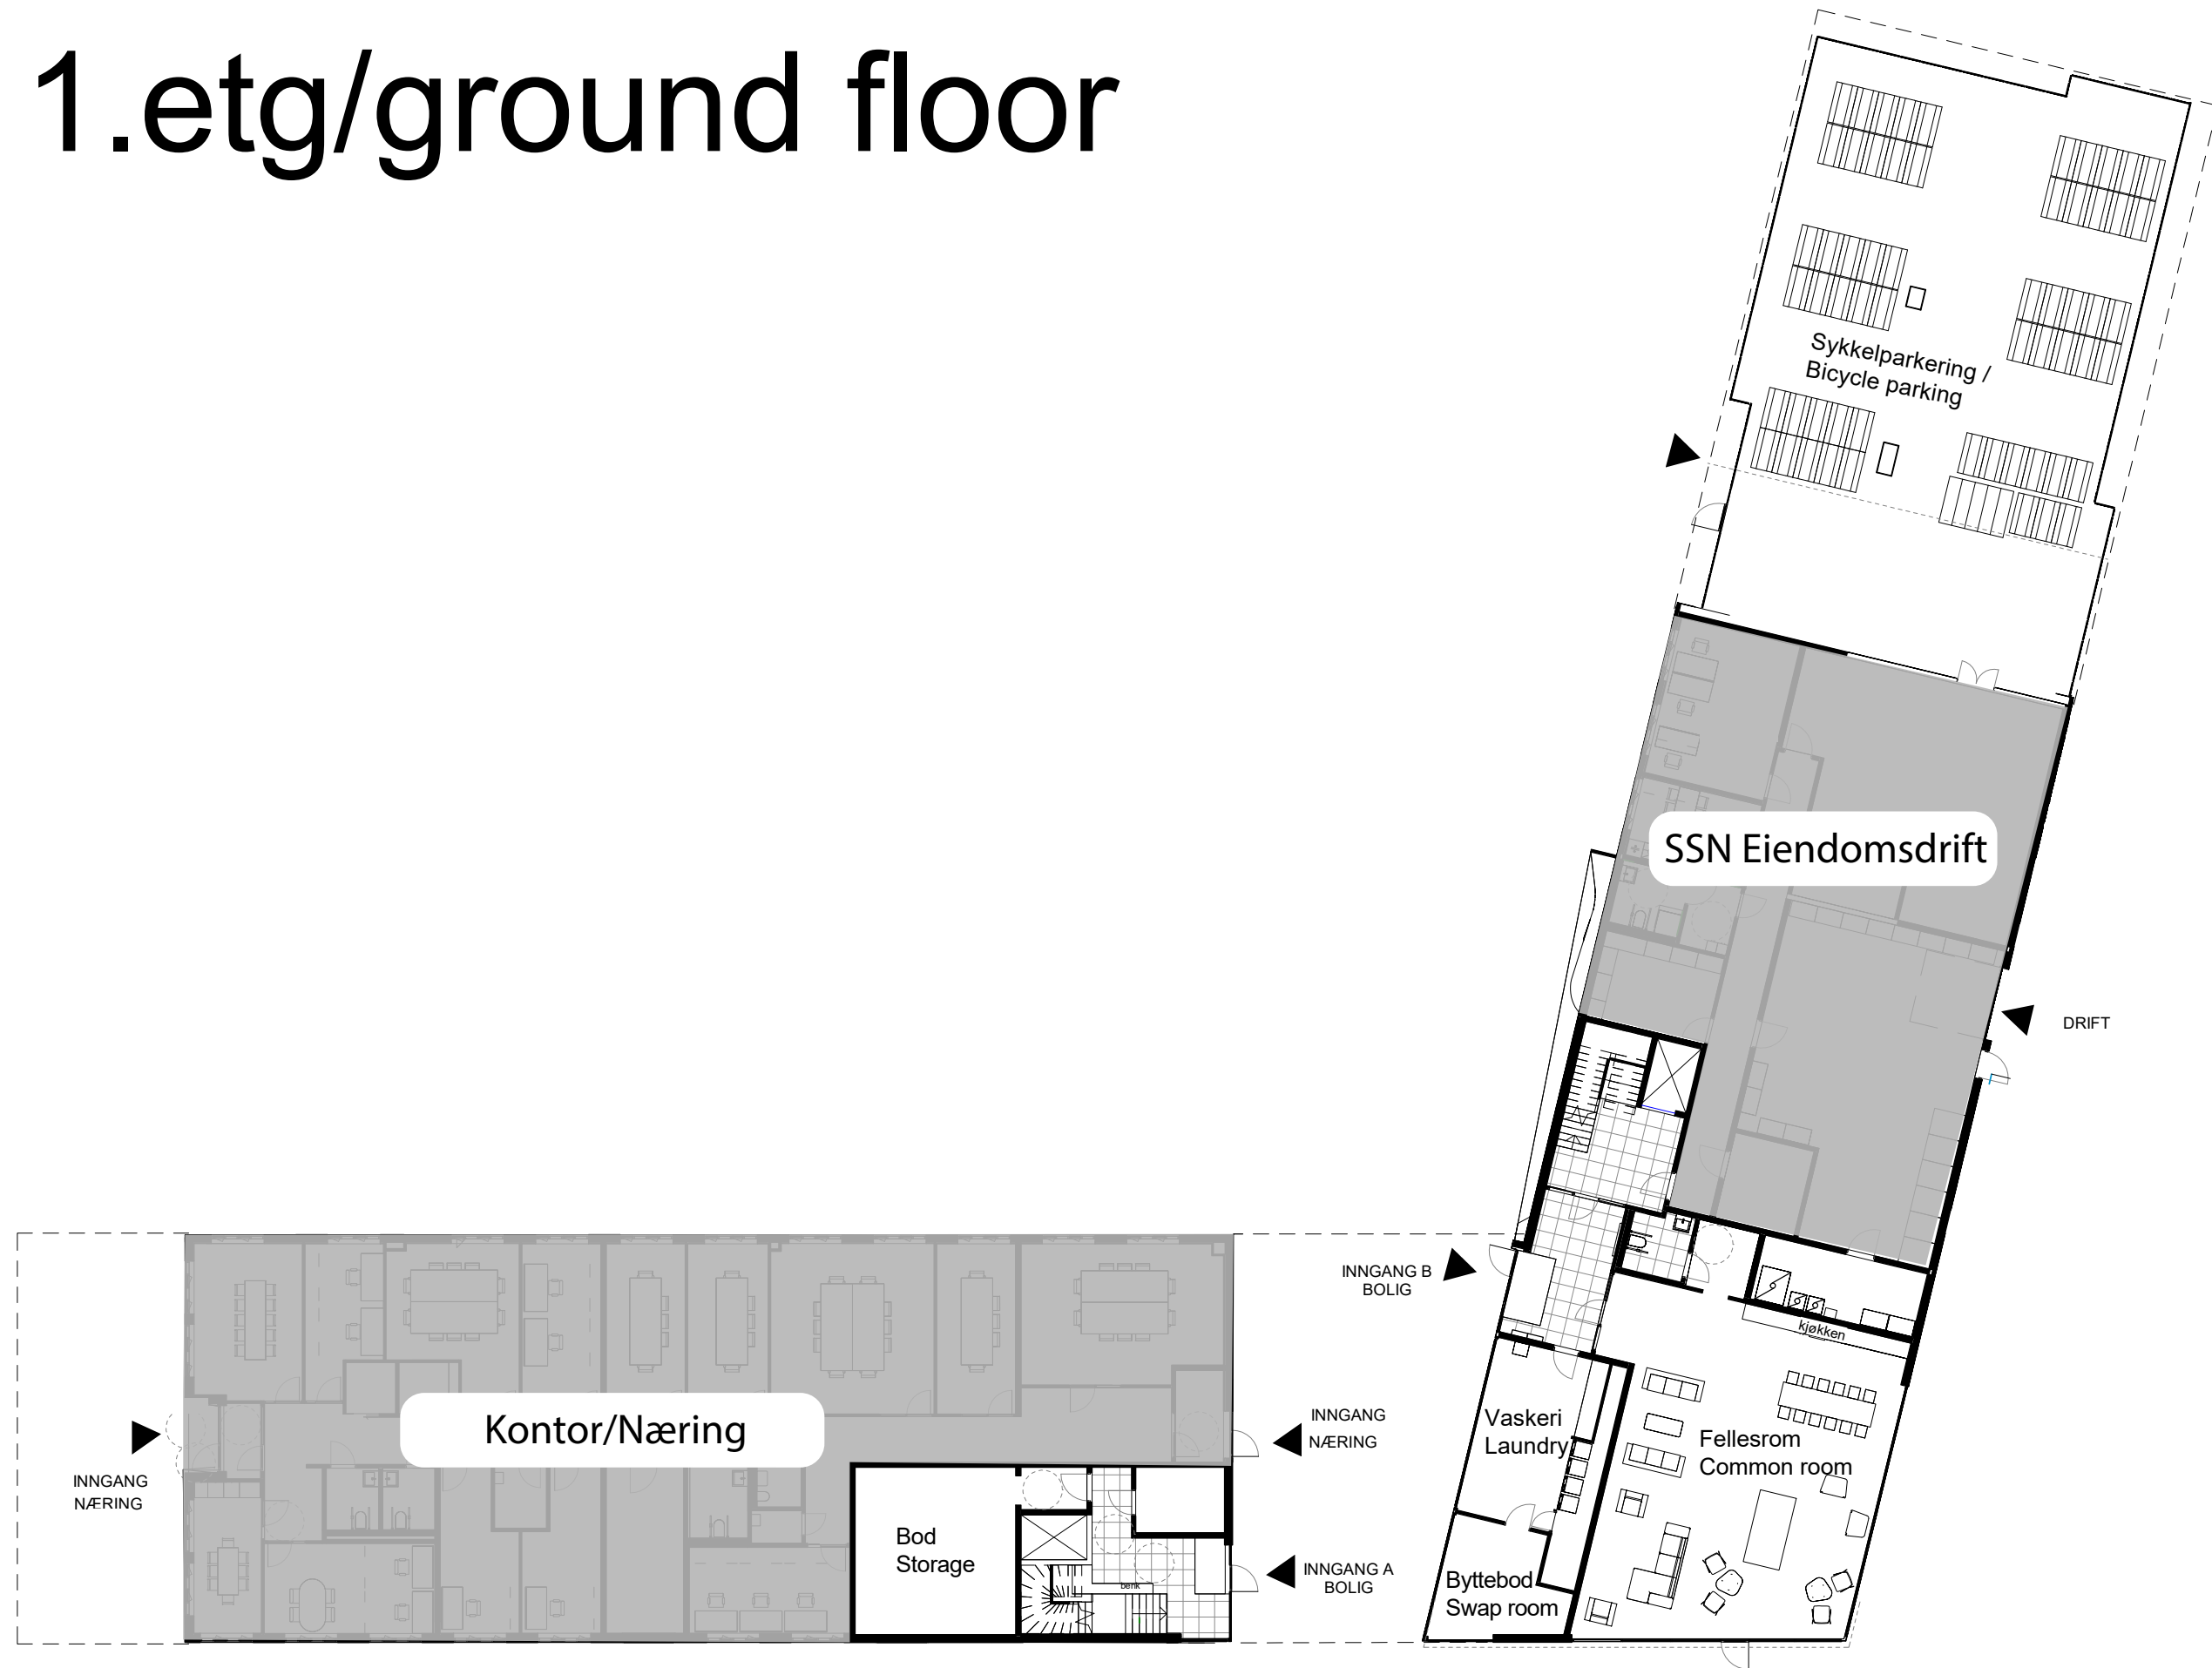 1.etg/ground floor
Sykkelparkering /
Bicycle parking
SSN Eiendomsdrift
DRIFT
INNGANG B
BOLIG
kjøkken
Kontor/Næring
INNGANG
NÆRING
INNGANG
NÆRING
Vaskeri
Laundry
Fellesrom
Common room
Bod
Storage
INNGANG A
BOLIG
benk
Byttebod
Swap room